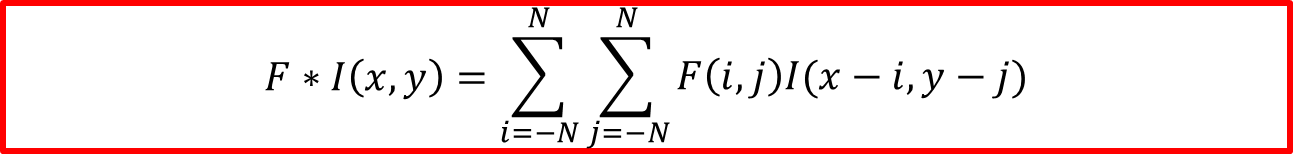 F ∗ I(x, y) = ∑_{i=−N}^{N} ∑_{j=−N}^{N} F(i, j)I(x − i, y − j)